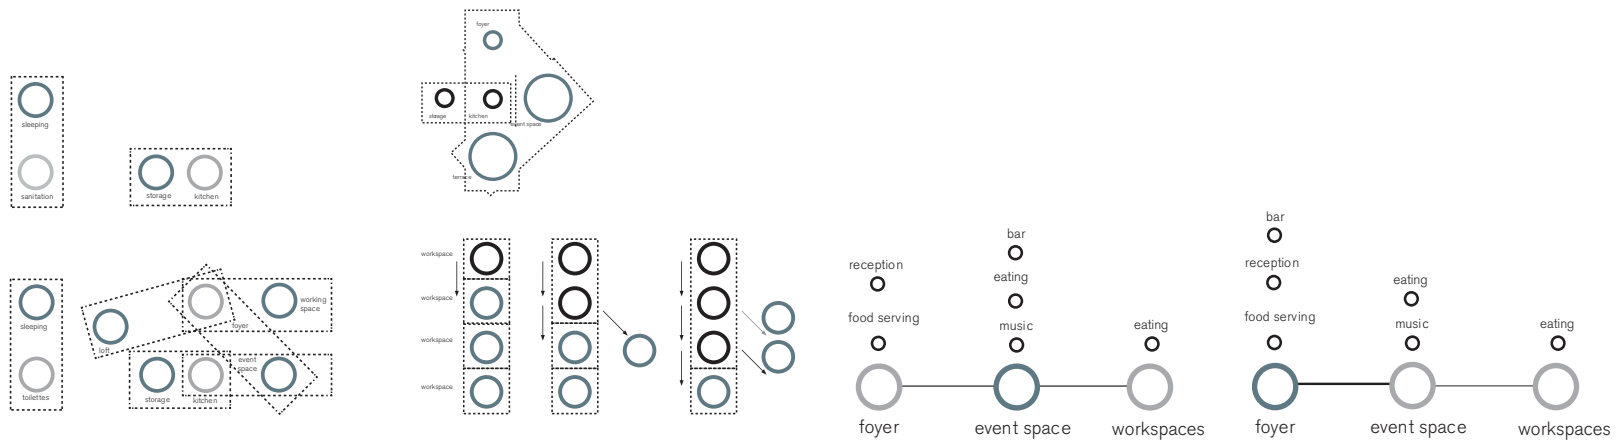 sleeping
sanitation
storage
kitchen
sleeping
toilettes
loft
foyer
working
space
event
space
storage
kitchen
foyer
storage
kitchen
event space
terrace
workspace
workspace
workspace
workspace
reception
food serving
bar
eating
music
eating
foyer
event space
workspaces
bar
reception
food serving
eating
music
eating
foyer
event space
workspaces